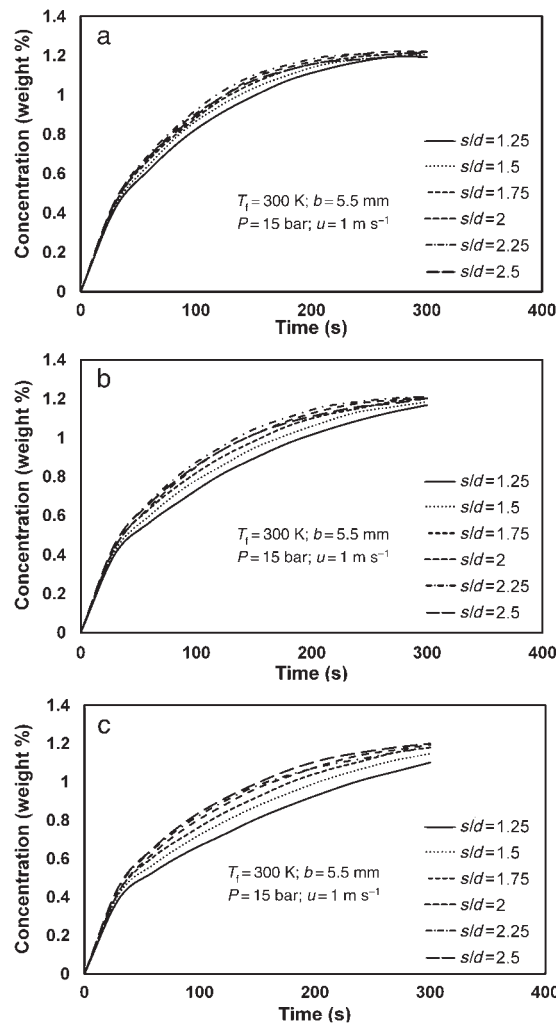 a
1.4
1.2
1
0.8
0.6
0.4
0.2
0
Concentration (weight %)
s/d=1.25
s/d=1.5
s/d=1.75
s/d=2
s/d=2.25
s/d=2.5
Tf = 300 K; b = 5.5 mm
P = 15 bar; u = 1 m s⁻¹
0 100 200 300 400
Time (s)
b
1.4
1.2
1
0.8
0.6
0.4
0.2
0
Concentration (weight %)
s/d=1.25
s/d=1.5
s/d=1.75
s/d=2
s/d=2.25
s/d=2.5
Tf = 300 K; b = 5.5 mm
P = 15 bar; u = 1 m s⁻¹
0 100 200 300 400
Time (s)
c
1.4
1.2
1
0.8
0.6
0.4
0.2
0
Concentration (weight %)
s/d=1.25
s/d=1.5
s/d=1.75
s/d=2
s/d=2.25
s/d=2.5
Tf = 300 K; b = 5.5 mm
P = 15 bar; u = 1 m s⁻¹
0 100 200 300 400
Time (s)